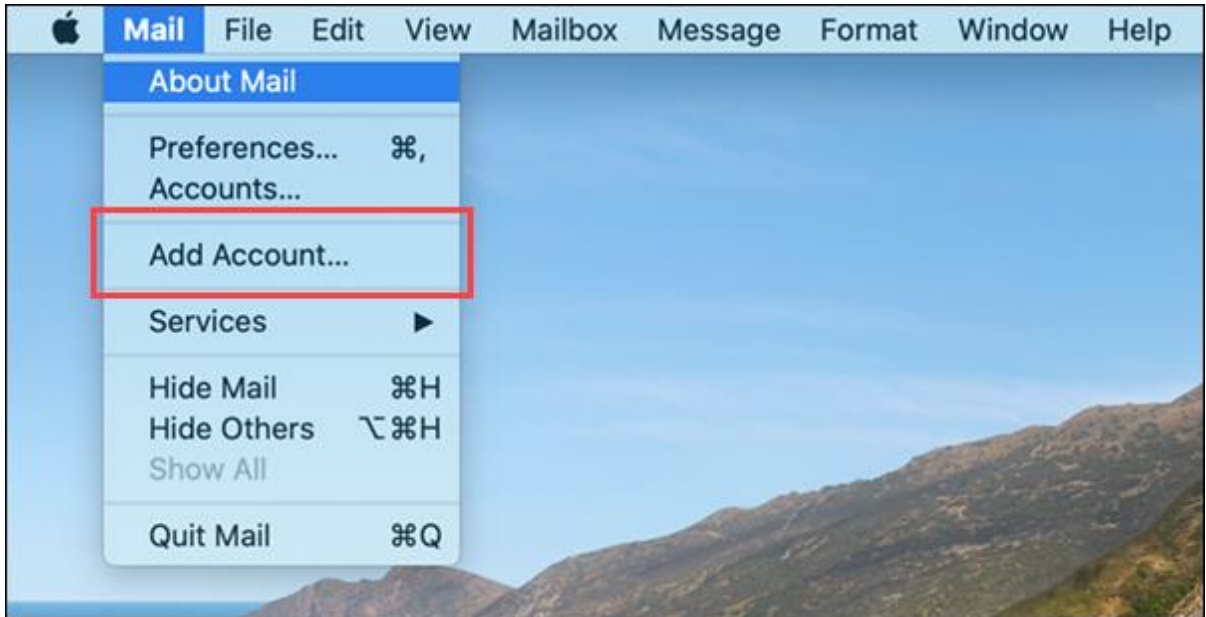 Mail File Edit View Mailbox Message Format Window Help
About Mail
Preferences... ⌘,
Accounts...
Add Account...
Services ▶
Hide Mail ⌘H
Hide Others ⌥⌘H
Show All
Quit Mail ⌘Q